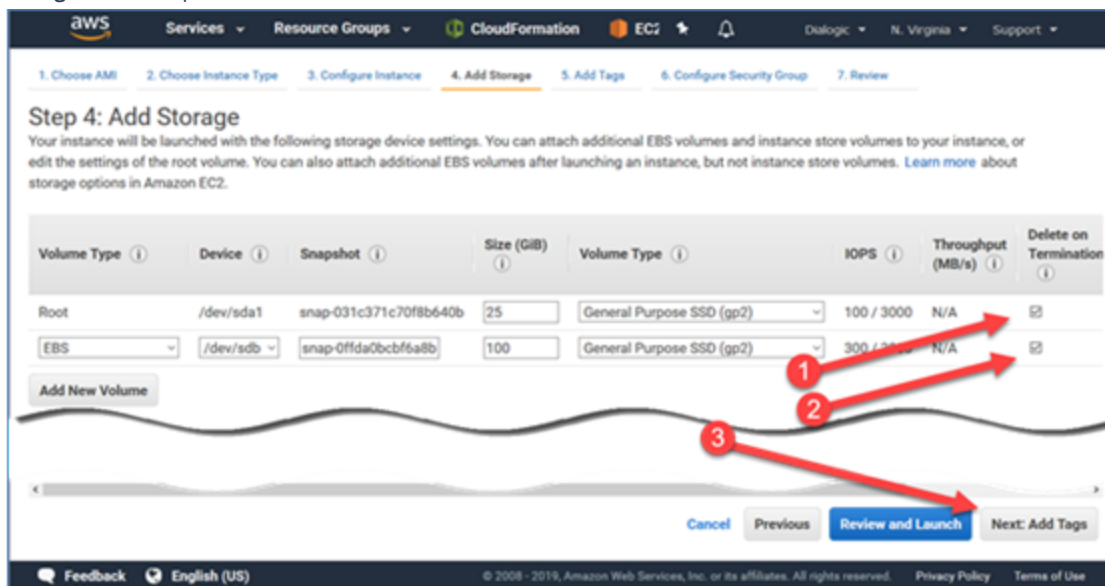 aws Services Resource Groups CloudFormation EC2 Dialogic N. Virginia Support
1. Choose AMI 2. Choose Instance Type 3. Configure Instance 4. Add Storage 5. Add Tags 6. Configure Security Group 7. Review
Step 4: Add Storage
Your instance will be launched with the following storage device settings. You can attach additional EBS volumes and instance store volumes to your instance, or
edit the settings of the root volume. You can also attach additional EBS volumes after launching an instance, but not instance store volumes. Learn more about
storage options in Amazon EC2.
Volume Type Device Snapshot Size (GiB) Volume Type IOPS Throughput (MB/s) Delete on Termination
Root /dev/sda1 snap-031c371c70f8b640b 25 General Purpose SSD (gp2) 100 / 3000 N/A
EBS /dev/sdb snap-0ffda0bcbf6a8b 100 General Purpose SSD (gp2) 300 / 3000 N/A
1
Add New Volume
2
3
Cancel Previous Review and Launch Next: Add Tags
Feedback English (US) © 2008 - 2019, Amazon Web Services, Inc. or its affiliates. All rights reserved. Privacy Policy Terms of Use